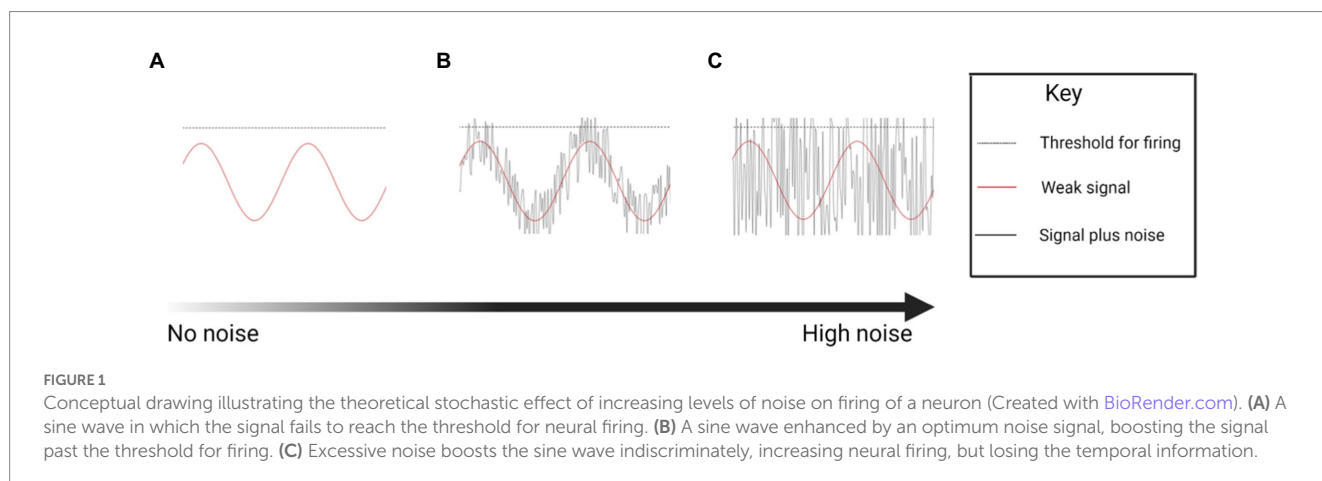 A
B
C
Key
Threshold for firing
Weak signal
Signal plus noise
No noise
High noise
FIGURE 1
Conceptual drawing illustrating the theoretical stochastic effect of increasing levels of noise on firing of a neuron (Created with BioRender.com). (A) A
sine wave in which the signal fails to reach the threshold for neural firing. (B) A sine wave enhanced by an optimum noise signal, boosting the signal
past the threshold for firing. (C) Excessive noise boosts the sine wave indiscriminately, increasing neural firing, but losing the temporal information.